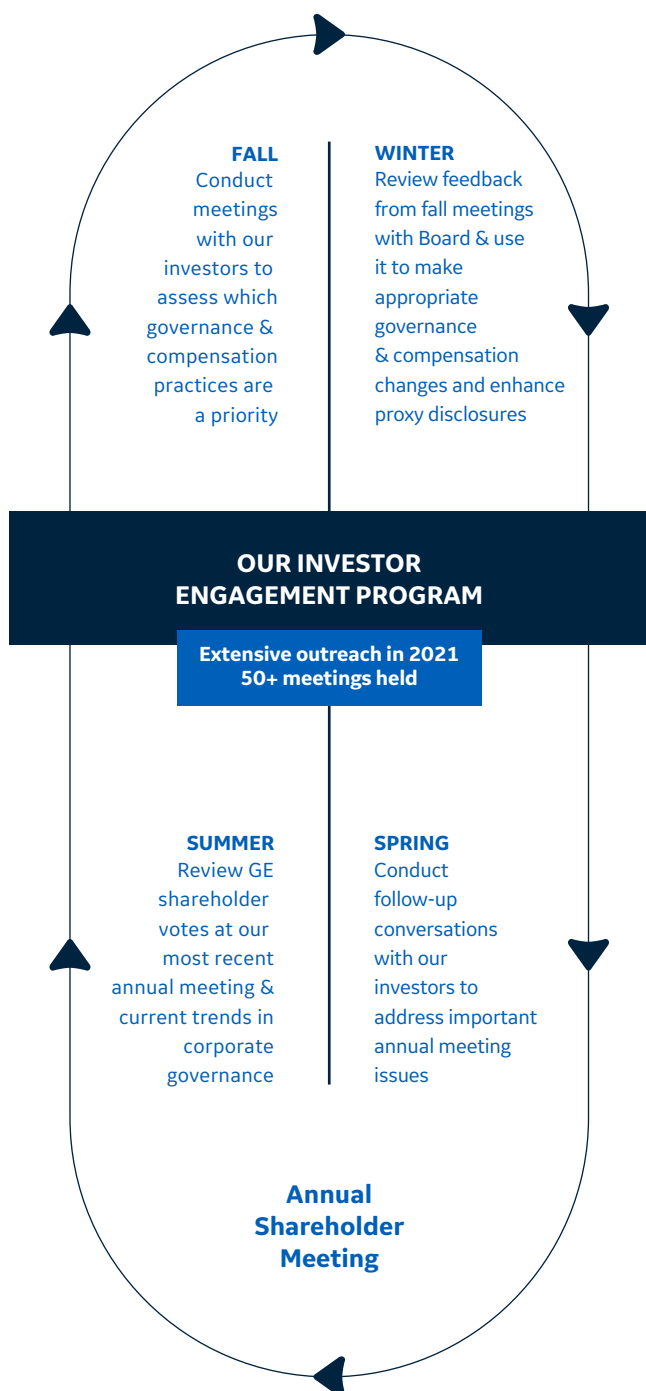 FALL
Conduct
meetings
with our
investors to
assess which
governance &
compensation
practices are
a priority
WINTER
Review feedback
from fall meetings
with Board & use
it to make
appropriate
governance
& compensation
changes and enhance
proxy disclosures
OUR INVESTOR
ENGAGEMENT PROGRAM
Extensive outreach in 2021
50+ meetings held
SUMMER
Review GE
shareholder
votes at our
most recent
annual meeting &
current trends in
corporate
governance
SPRING
Conduct
follow-up
conversations
with our
investors to
address important
annual meeting
issues
Annual
Shareholder
Meeting